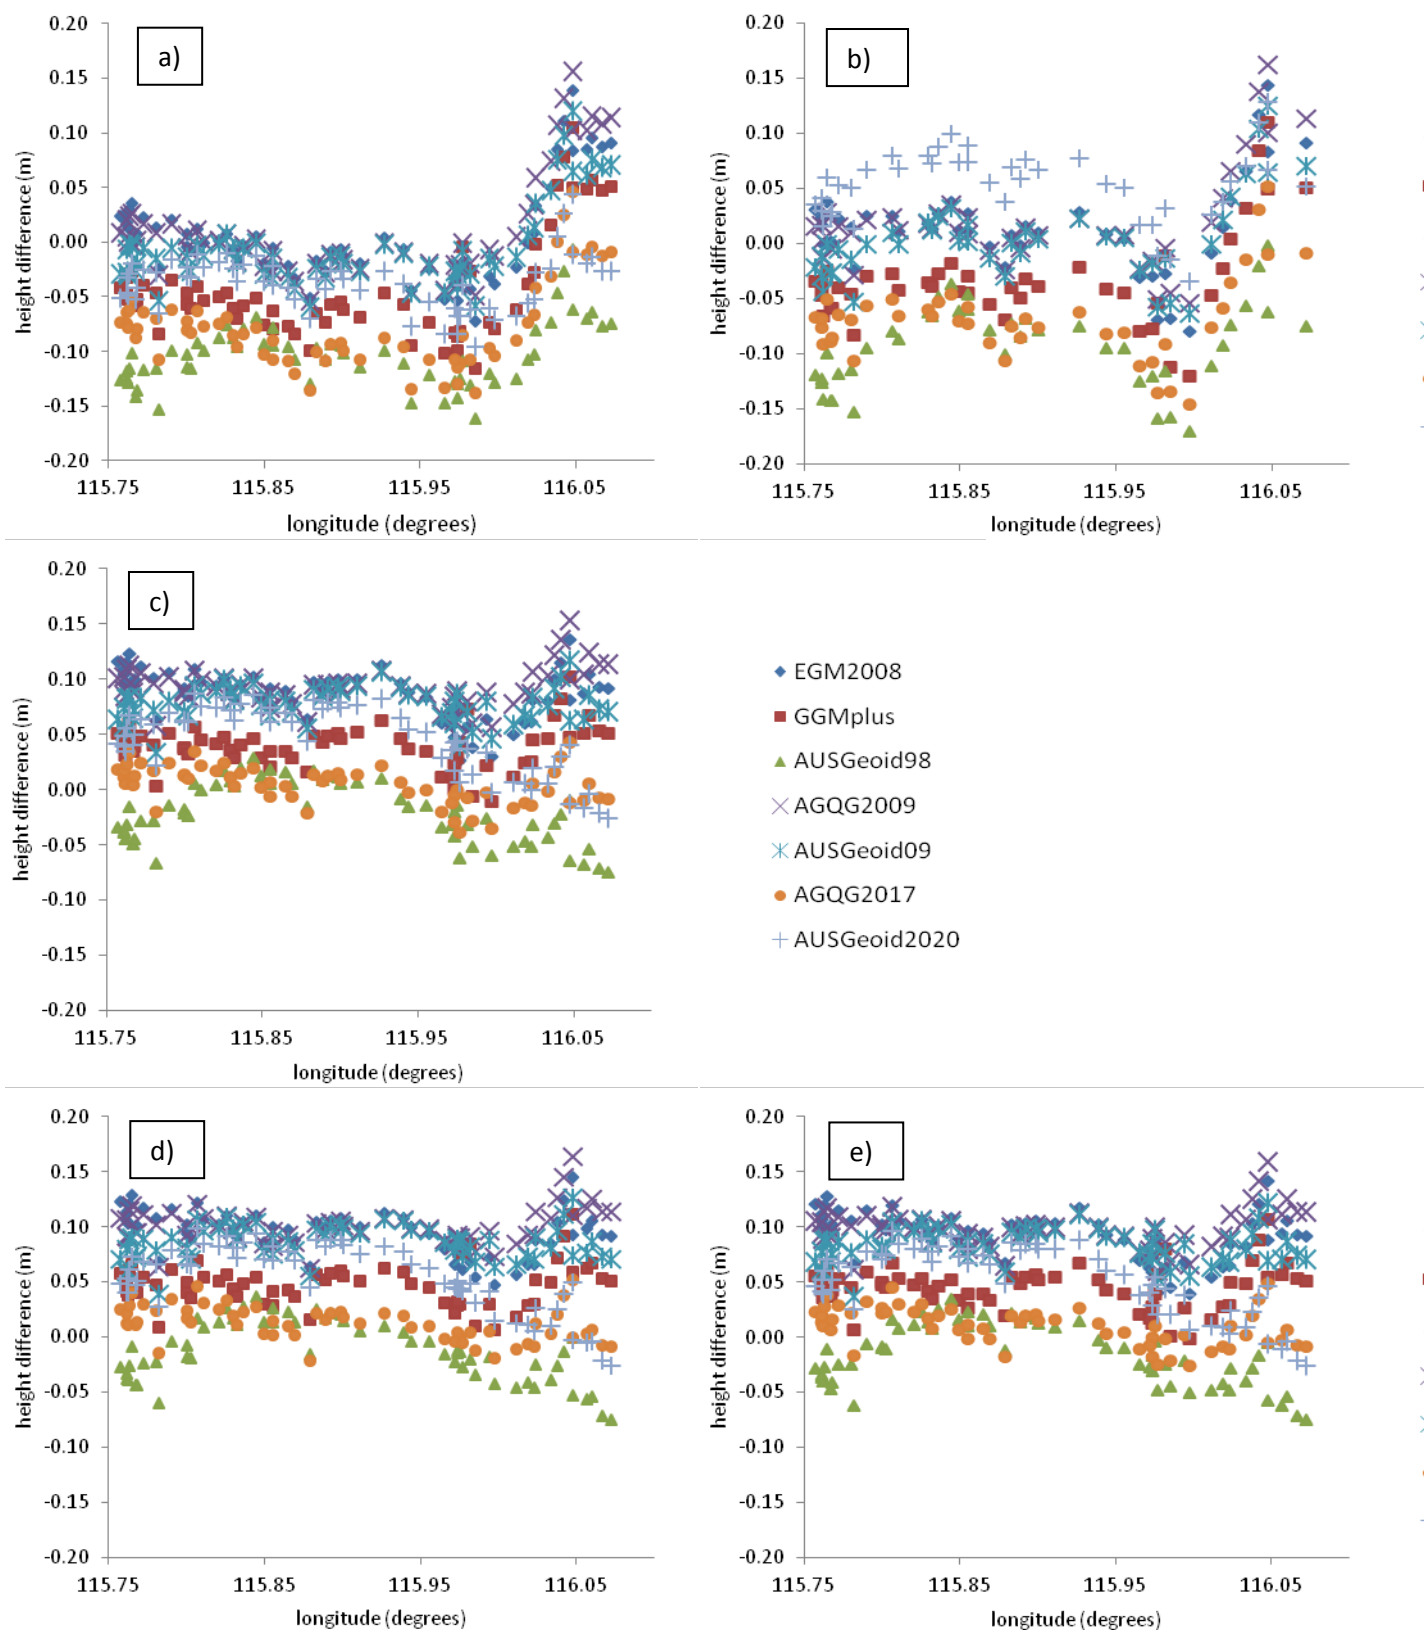 a)
0.20
0.15
0.10
0.05
0.00
-0.05
-0.10
-0.15
-0.20
height difference (m)
115.75 115.85 115.95 116.05
longitude (degrees)
b)
0.20
0.15
0.10
0.05
0.00
-0.05
-0.10
-0.15
-0.20
height difference (m)
115.75 115.85 115.95 116.05
longitude (degrees)
c)
0.20
0.15
0.10
0.05
0.00
-0.05
-0.10
-0.15
-0.20
height difference (m)
115.75 115.85 115.95 116.05
longitude (degrees)
EGM2008
GGMplus
AUSGeoid98
AGQG2009
AUSGeoid09
AGQG2017
AUSGeoid2020
d)
0.20
0.15
0.10
0.05
0.00
-0.05
-0.10
-0.15
-0.20
height difference (m)
115.75 115.85 115.95 116.05
longitude (degrees)
e)
0.20
0.15
0.10
0.05
0.00
-0.05
-0.10
-0.15
-0.20
height difference (m)
115.75 115.85 115.95 116.05
longitude (degrees)